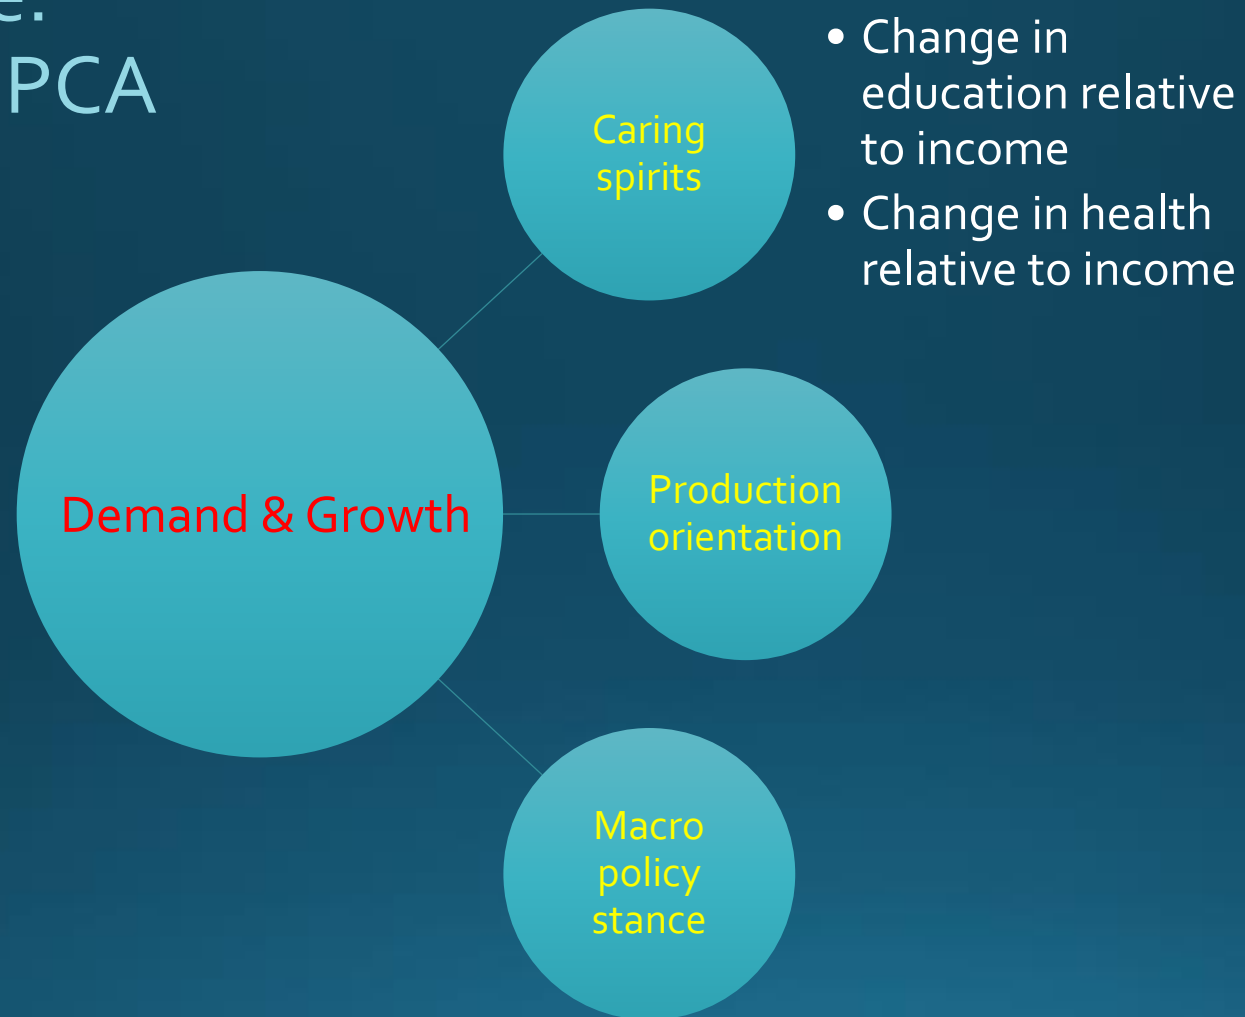 PCA
Caring
spirits
• Change in
education relative
to income
• Change in health
relative to income
Demand & Growth
Production
orientation
Macro
policy
stance